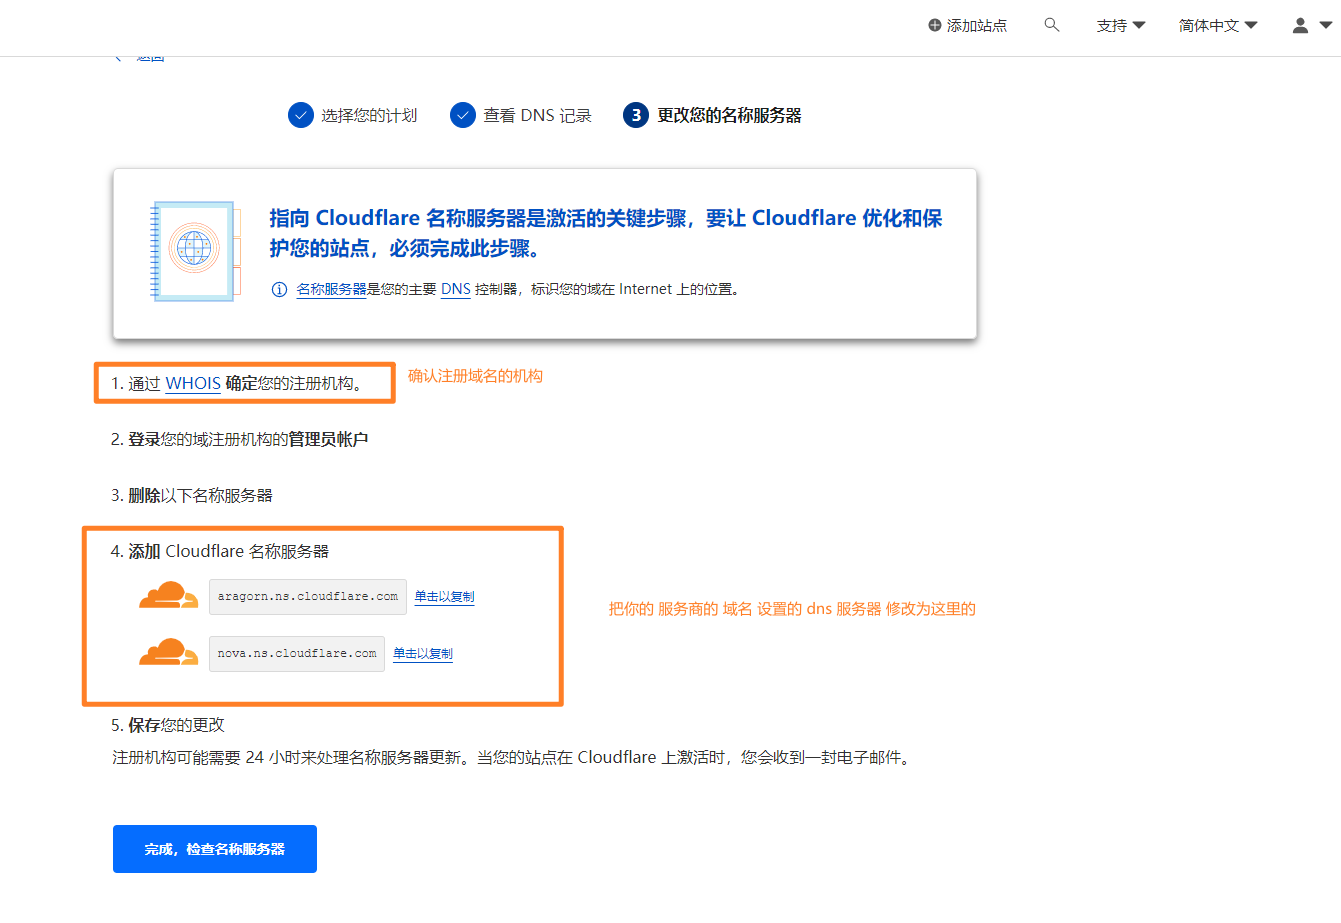 添加站点
支持
简体中文
返回
选择您的计划
查看 DNS 记录
3 更改您的名称服务器
指向 Cloudflare 名称服务器是激活的关键步骤，要让 Cloudflare 优化和保
护您的站点，必须完成此步骤。
名称服务器是您的主要 DNS 控制器，标识您的域在 Internet 上的位置。
1. 通过 WHOIS 确定您的注册机构。
确认注册域名的机构
2. 登录您的域注册机构的管理员帐户
3. 删除以下名称服务器
4. 添加 Cloudflare 名称服务器
aragorn.ns.cloudflare.com 单击以复制
把你的 服务商的 域名 设置的 dns 服务器 修改为这里的
nova.ns.cloudflare.com 单击以复制
5. 保存您的更改
注册机构可能需要 24 小时来处理名称服务器更新。当您的站点在 Cloudflare 上激活时，您会收到一封电子邮件。
完成，检查名称服务器